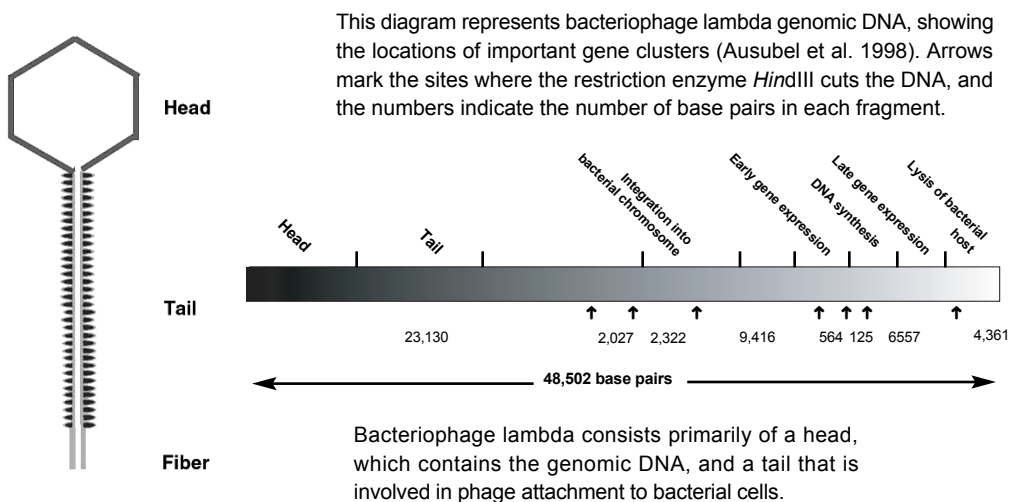 This diagram represents bacteriophage lambda genomic DNA, showing
the locations of important gene clusters (Ausubel et al. 1998). Arrows
mark the sites where the restriction enzyme HindIII cuts the DNA, and
the numbers indicate the number of base pairs in each fragment.
Head
Tail
Fiber
Head
Tail
Integration into
bacterial chromosome
Early gene expression
DNA synthesis
Late gene expression
Lysis of bacterial
host
23,130
2,027
2,322
9,416
564
125
6557
4,361
48,502 base pairs
Bacteriophage lambda consists primarily of a head,
which contains the genomic DNA, and a tail that is
involved in phage attachment to bacterial cells.